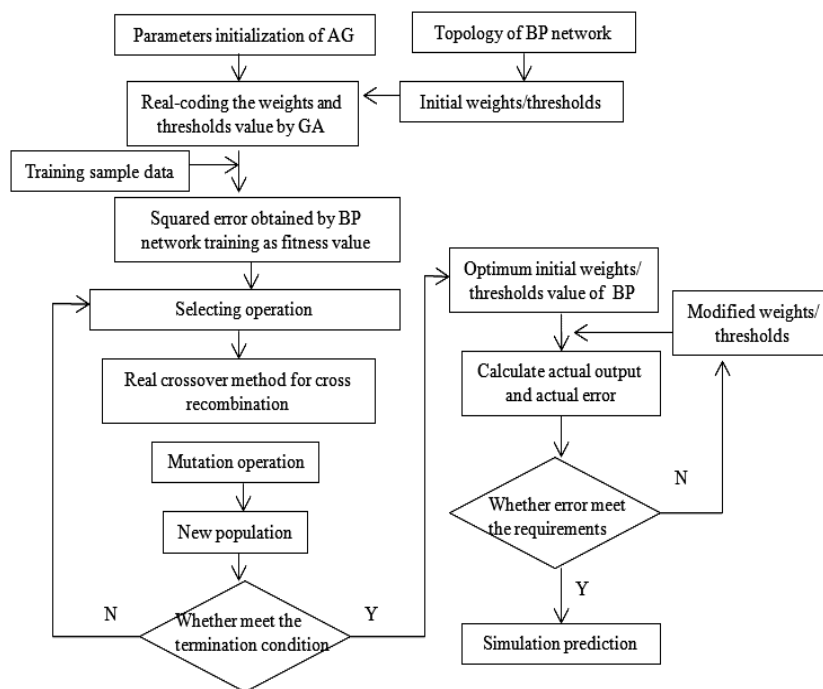 Parameters initialization of AG
Topology of BP network
Real-coding the weights and
thresholds value by GA
Initial weights/thresholds
Training sample data
Squared error obtained by BP
network training as fitness value
Selecting operation
Real crossover method for cross
recombination
Mutation operation
New population
N
Whether meet the
termination condition
Y
Optimum initial weights/
thresholds value of BP
Modified weights/
thresholds
Calculate actual output
and actual error
Whether error meet
the requirements
N
Y
Simulation prediction